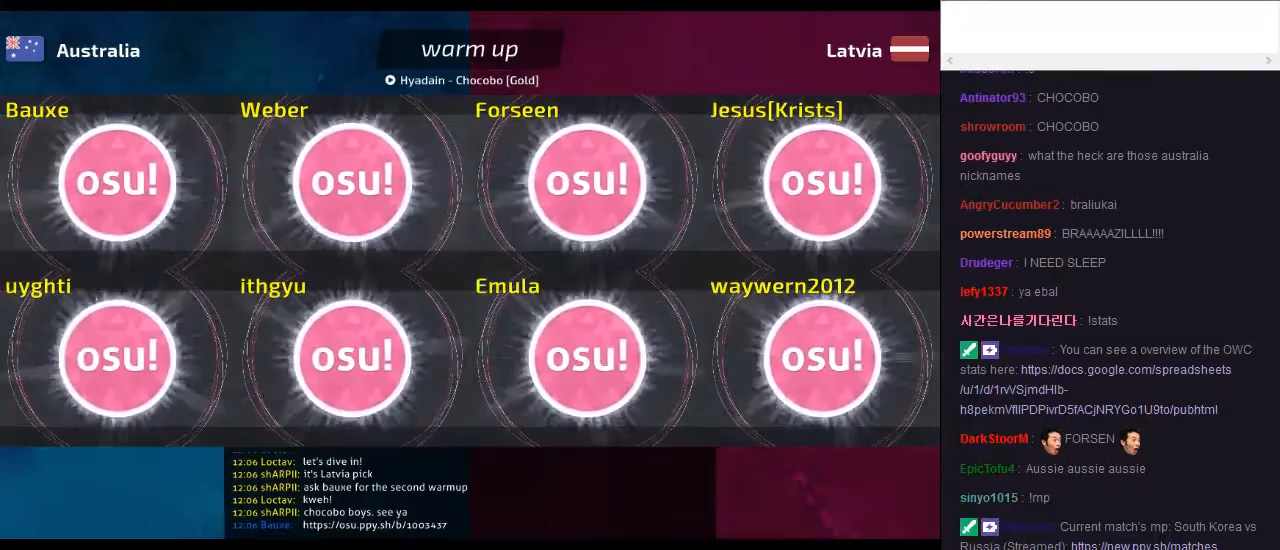 Australia
warm up
Latvia
Hyadain - Chocobo [Gold]
Bauxe
Weber
Forseen
Jesus[Krists]
osu!
osu!
osu!
osu!
uyghti
ithgyu
Emula
waywern2012
osu!
osu!
osu!
osu!
12:06 Loctav: let's dive in!
12:06 shARPII: it's Latvia pick
12:06 shARPII: ask bauxe for the second warmup
12:06 Loctav: kweh!
12:06 shARPII: chocobo boys. see ya
12:06 Bauxe: https://osu.ppy.sh/b/1003437
Antinator93 : CHOCOBO
shrowroom : CHOCOBO
goofyguyy : what the heck are those australia
nicknames
AngryCucumber2 : braliukai
powerstream89 : BRAAAAAZILLLL!!!!
Drudeger : I NEED SLEEP
lefy1337 : ya ebal
시간은나를기다린다 : !stats
: You can see a overview of the OWC
stats here: https://docs.google.com/spreadsheets
DarkStoorM : FORSEN
EpicTofu4 : Aussie aussie aussie
sinyo1015 : !mp
: Current match's mp: South Korea vs
Russia (Streamed): https://new.ppy.sh/matches